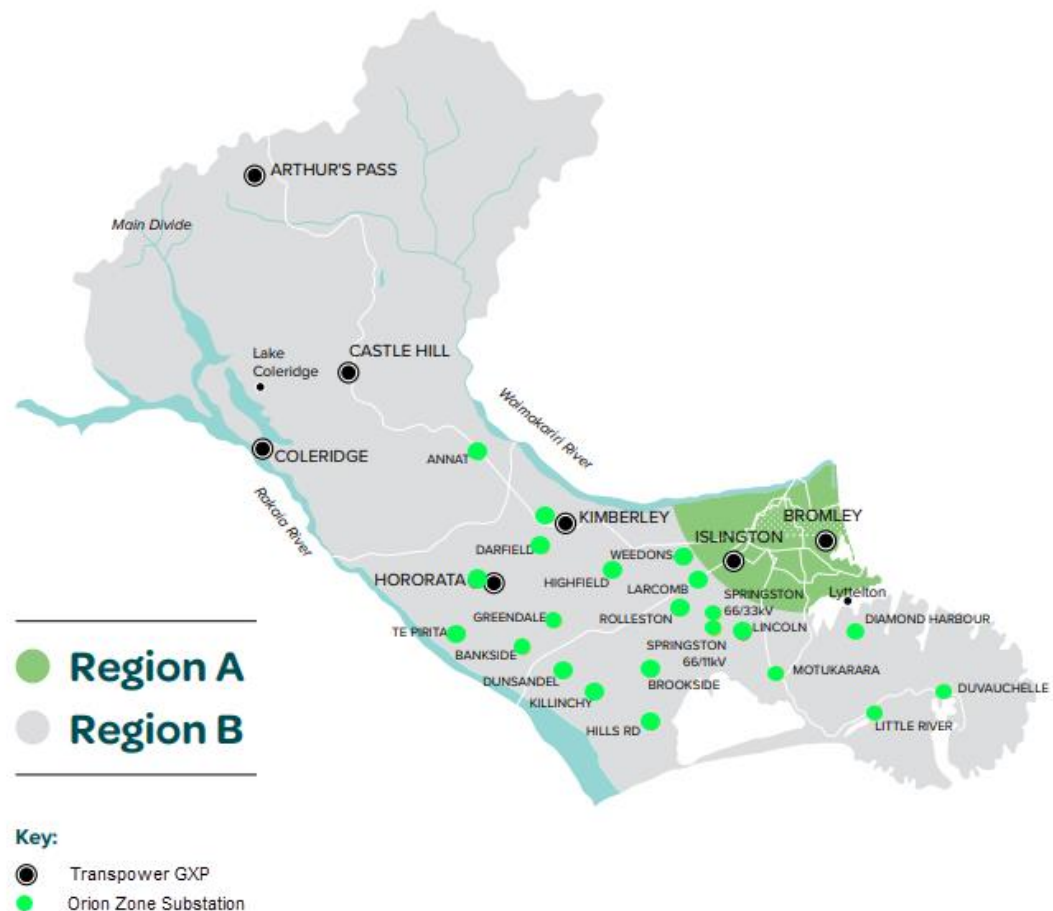 ARTHUR'S PASS
Main Divide
Lake
Coleridge
CASTLE HILL
Waimakariri River
COLERIDGE
ANNAT
Rakaia River
KIMBERLEY
BROMLEY
ISLINGTON
DARFIELD
WEEDONS
HORORATA
HIGHFIELD
LARCOMB
SPRINGSTON
66/33kV
Lyttelton
GREENDALE
ROLLESTON
LINCOLN
DIAMOND HARBOUR
TE PIRITA
BANKSIDE
SPRINGSTON
66/11kV
MOTUKARARA
DUNSANDEL
BROOKSIDE
DUVAUCHELLE
KILLINCHY
LITTLE RIVER
HILLS RD
Region A
Region B
Key:
Transpower GXP
Orion Zone Substation